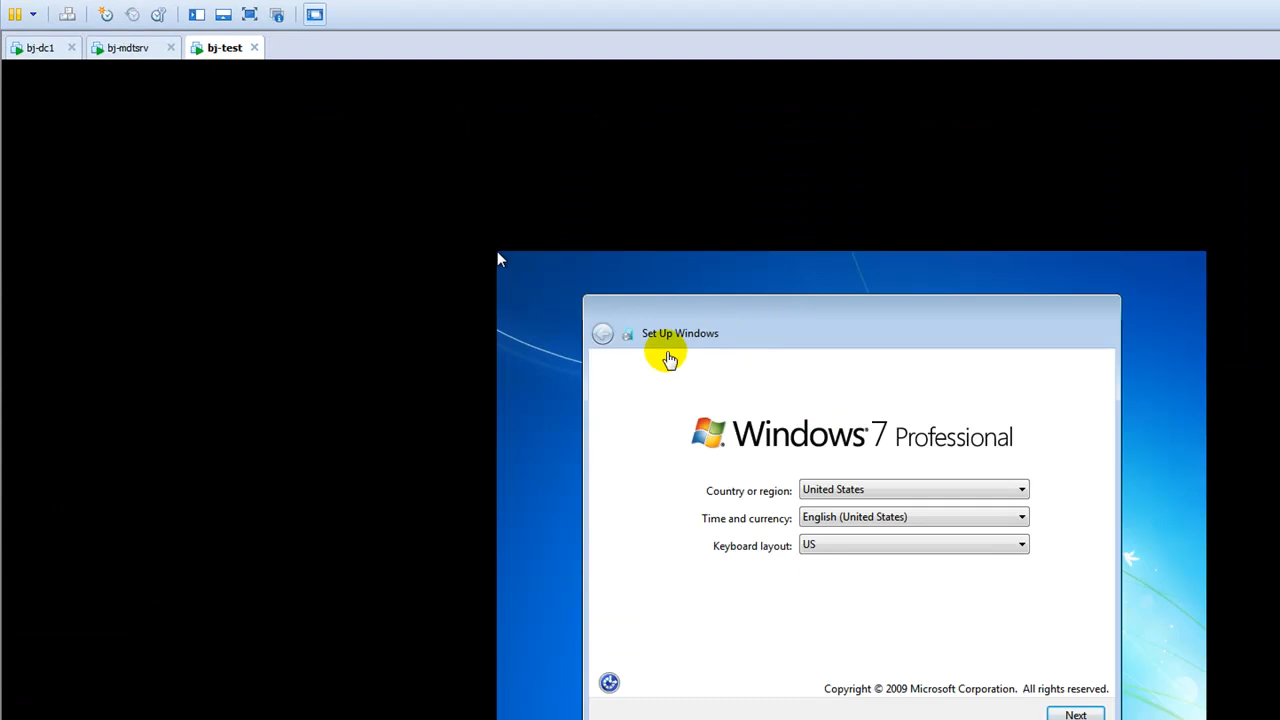 bj-dc1 bj-mdtsrv bj-test
Set Up Windows
Windows 7 Professional
Country or region: United States
Time and currency: English (United States)
Keyboard layout: US
Copyright © 2009 Microsoft Corporation. All rights reserved.
Next